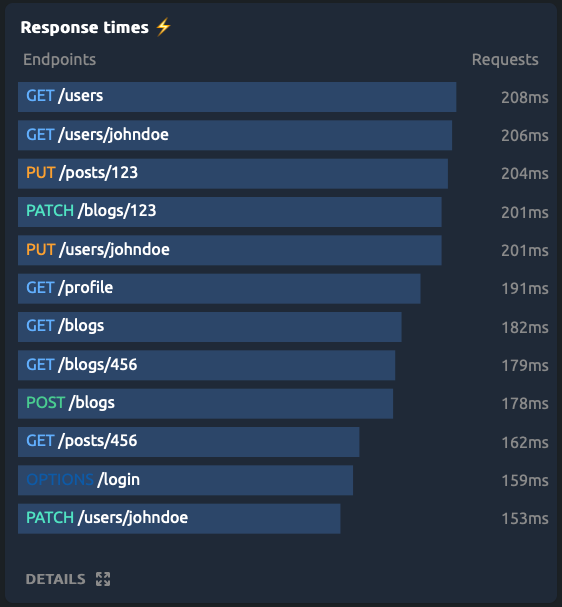 Response times ⚡
Endpoints Requests
GET /users 208ms
GET /users/johndoe 206ms
PUT /posts/123 204ms
PATCH /blogs/123 201ms
PUT /users/johndoe 201ms
GET /profile 191ms
GET /blogs 182ms
GET /blogs/456 179ms
POST /blogs 178ms
GET /posts/456 162ms
OPTIONS /login 159ms
PATCH /users/johndoe 153ms
DETAILS